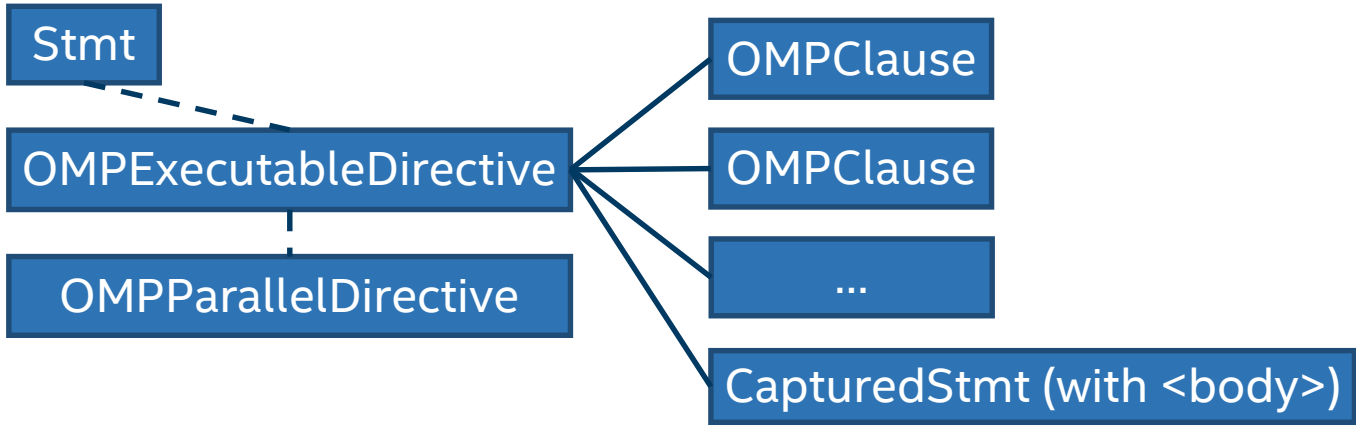 Stmt
OMPExecutableDirective
OMPParallelDirective
OMPClause
OMPClause
...
CapturedStmt (with <body>)